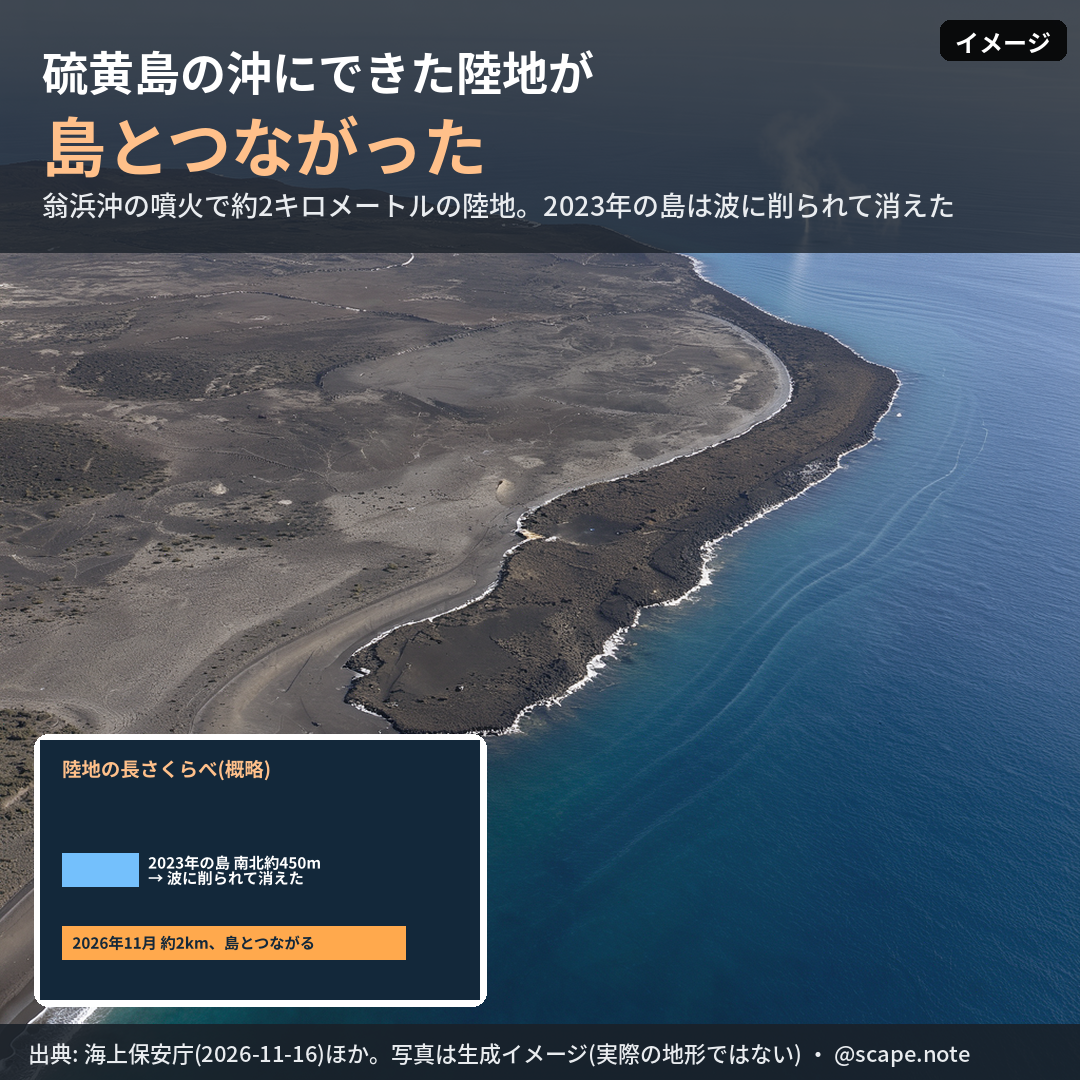 イメージ
硫黄島の沖にできた陸地が
島とつながった
翁浜沖の噴火で約2キロメートルの陸地。2023年の島は波に削られて消えた
陸地の長さくらべ(概略)
2023年の島 南北約450m
→ 波に削られて消えた
2026年11月 約2km、島とつながる
出典: 海上保安庁(2026-11-16)ほか。写真は生成イメージ(実際の地形ではない) ・ @scape.note